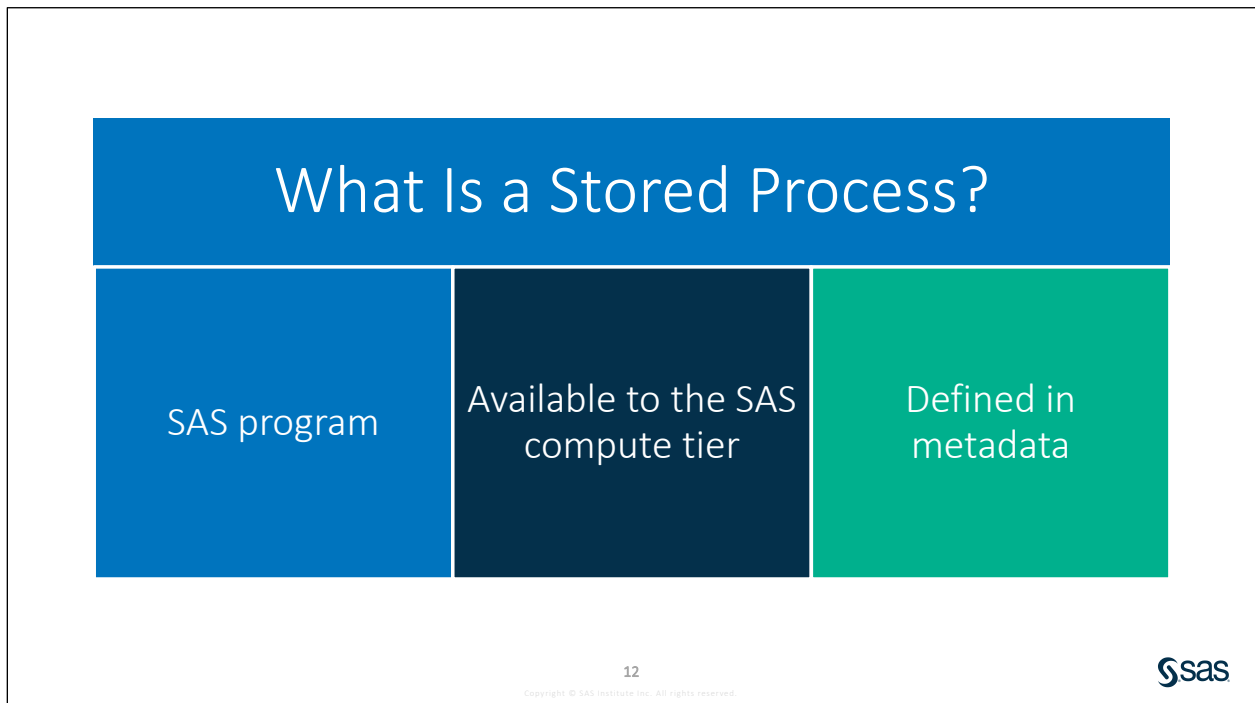 What Is a Stored Process?
SAS program
Available to the SAS
compute tier
Defined in
metadata
12
Copyright © SAS Institute Inc. All rights reserved.
sas